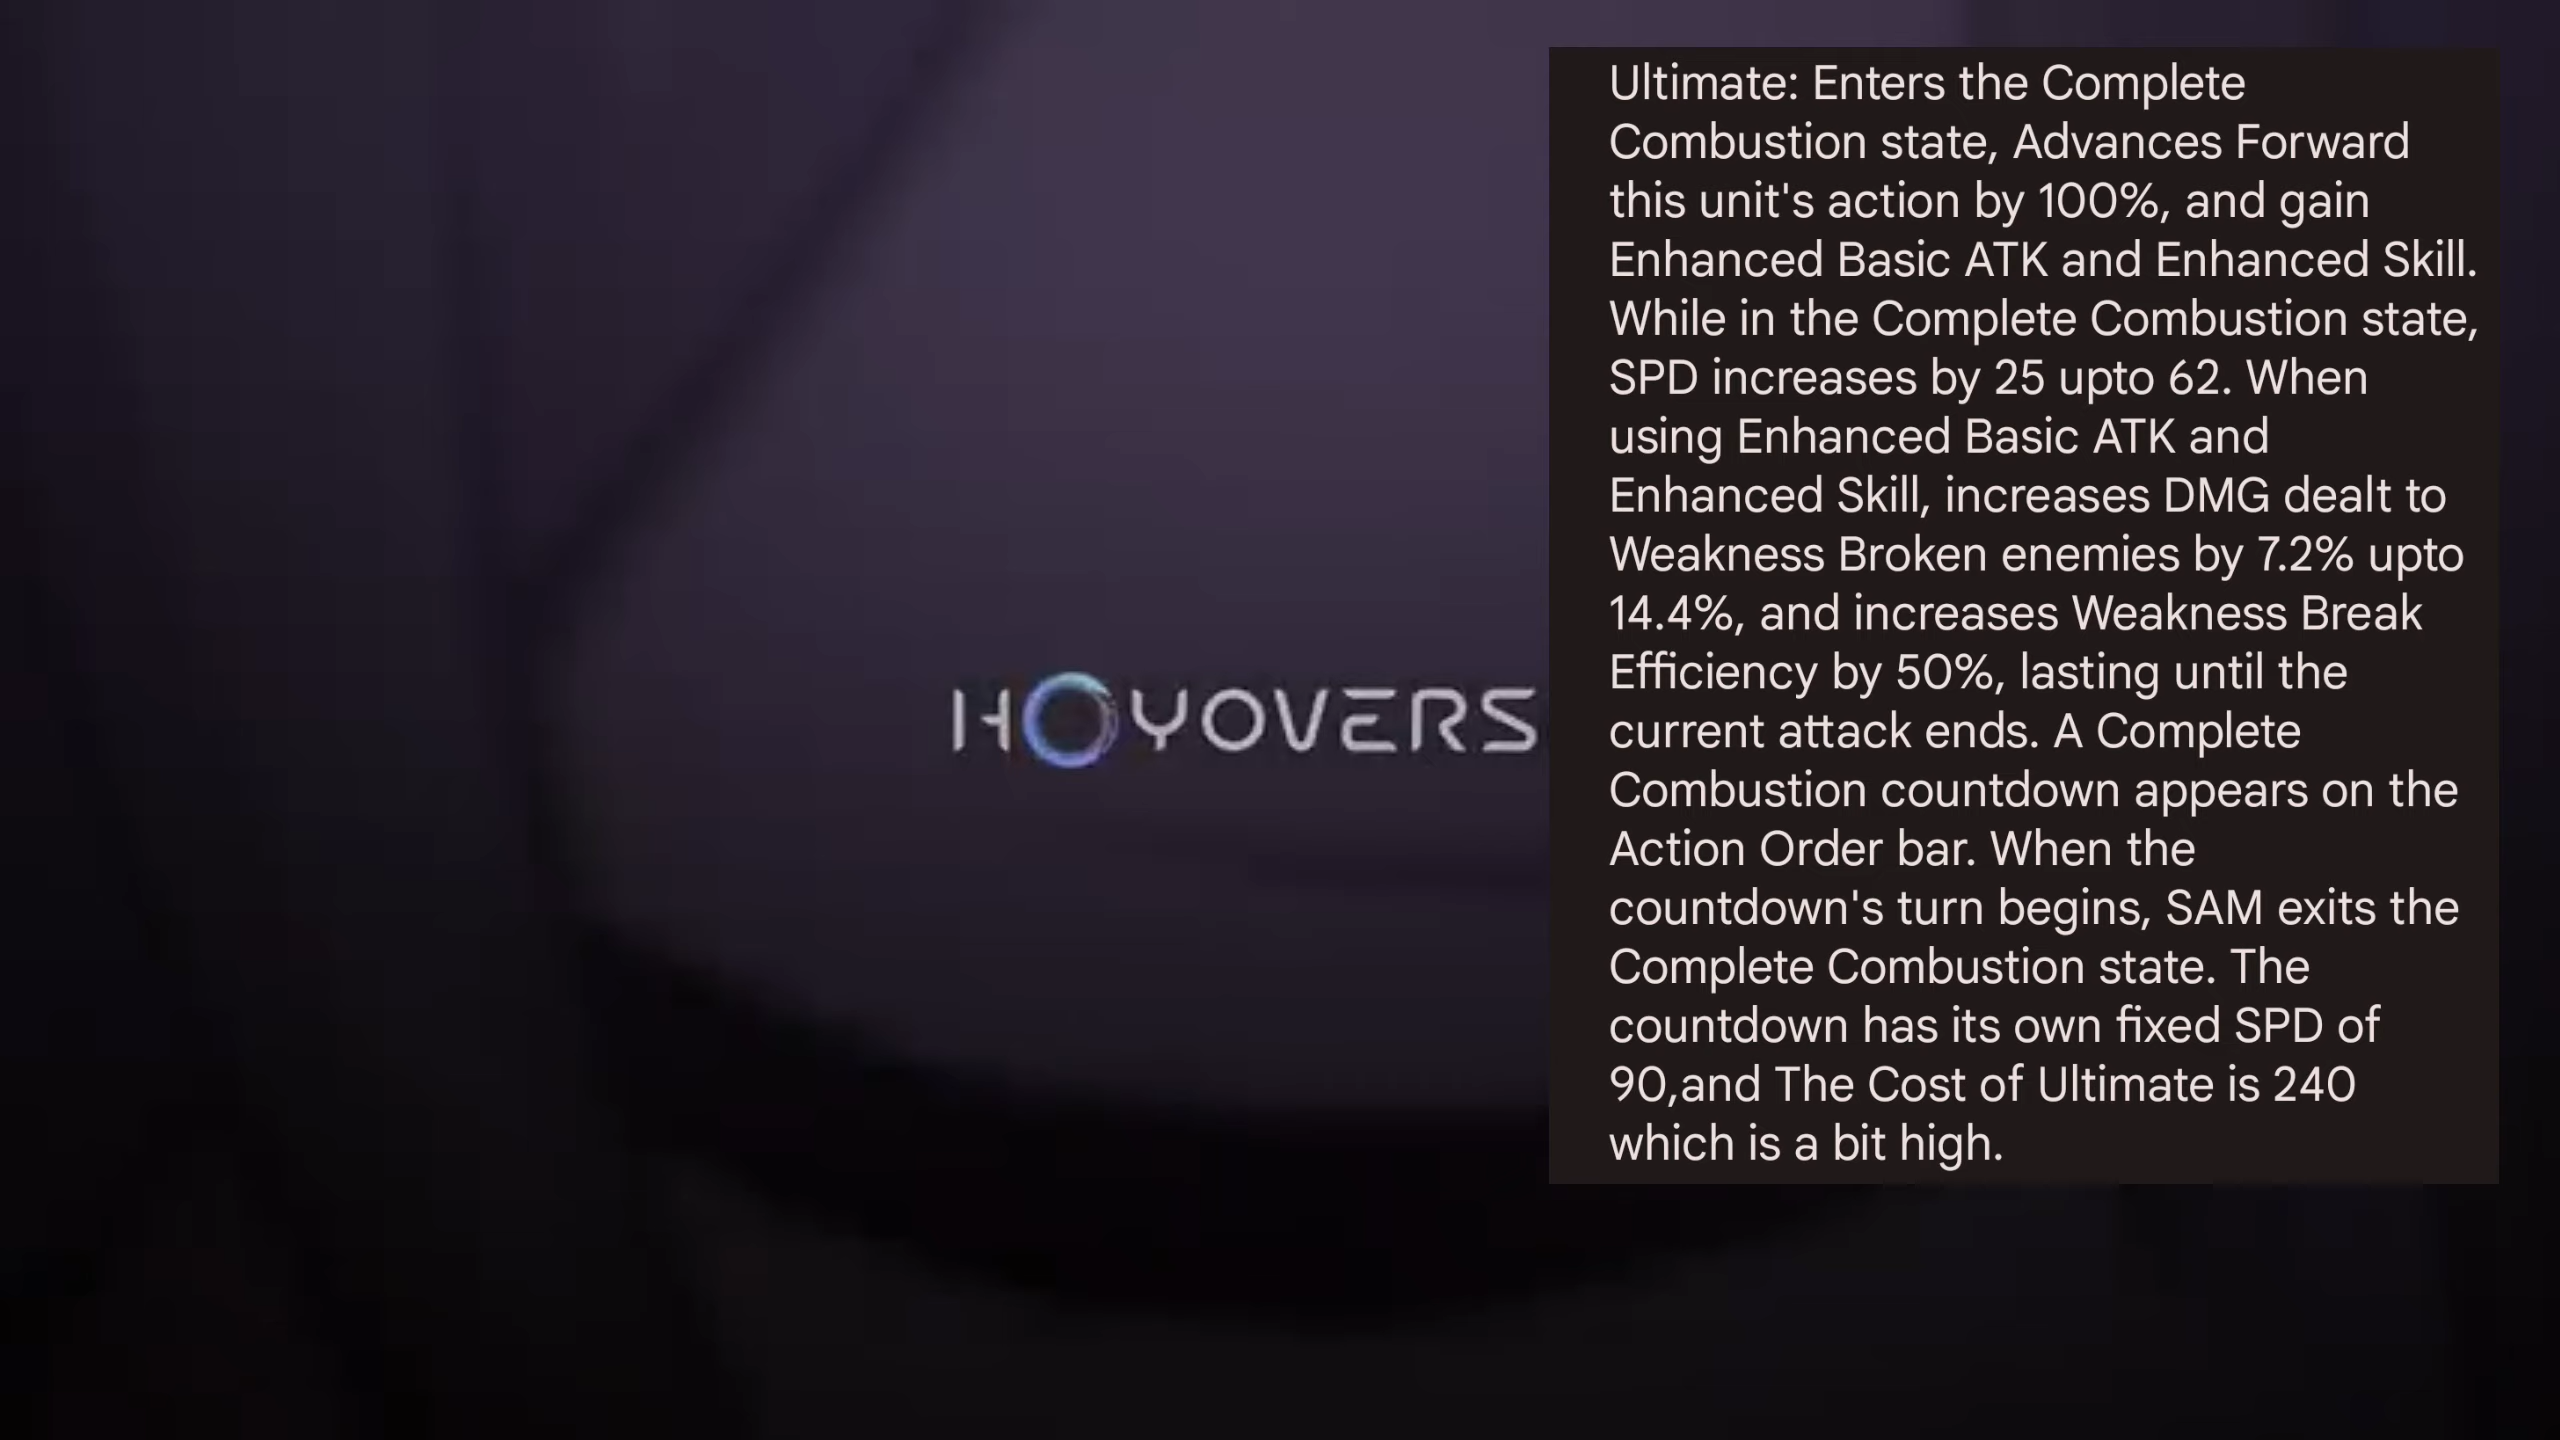 HOYOVERS
Ultimate: Enters the Complete
Combustion state, Advances Forward
this unit's action by 100%, and gain
Enhanced Basic ATK and Enhanced Skill.
While in the Complete Combustion state,
SPD increases by 25 upto 62. When
using Enhanced Basic ATK and
Enhanced Skill, increases DMG dealt to
Weakness Broken enemies by 7.2% upto
14.4%, and increases Weakness Break
Efficiency by 50%, lasting until the
current attack ends. A Complete
Combustion countdown appears on the
Action Order bar. When the
countdown's turn begins, SAM exits the
Complete Combustion state. The
countdown has its own fixed SPD of
90,and The Cost of Ultimate is 240
which is a bit high.